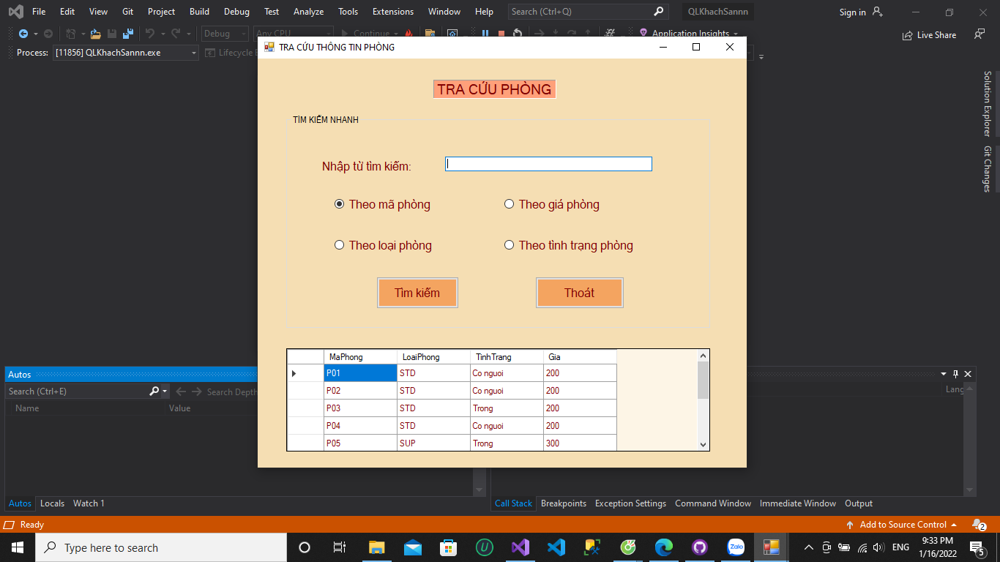 File Edit View Git Project Build Debug Test Analyze Tools Extensions Window Help Search (Ctrl+Q) QLKhachSannn Sign in
Debug Any CPU Continue Application Insights Live Share
Process: [11856] QLKhachSannn.exe Lifecycle
TRA CỨU THÔNG TIN PHÒNG
TRA CỨU PHÒNG
TÌM KIẾM NHANH
Nhập từ tìm kiếm:
Theo mã phòng Theo giá phòng
Theo loại phòng Theo tình trạng phòng
Tìm kiếm Thoát
MaPhong LoaiPhong TinhTrang Gia
P01 STD Co nguoi 200
P02 STD Co nguoi 200
P03 STD Trong 200
P04 STD Co nguoi 200
P05 SUP Trong 300
Solution Explorer
Git Changes
Autos
Search (Ctrl+E) Search Depth
Name Value
Lang
Autos Locals Watch 1
Call Stack Breakpoints Exception Settings Command Window Immediate Window Output
Ready Add to Source Control 2
Type here to search
Zalo
ENG
9:33 PM
1/16/2022
5